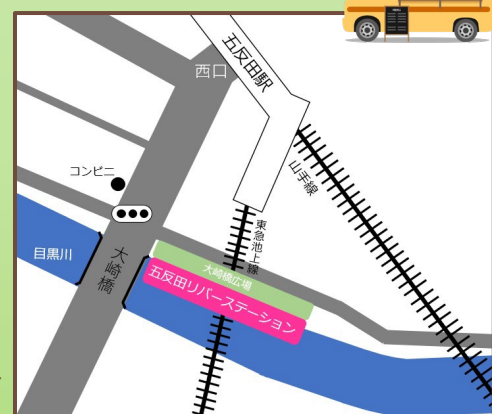 五反田駅
西口
山手線
コンビニ
東急池上線
目黒川
大崎橋
大崎橋広場
五反田リバーステーション